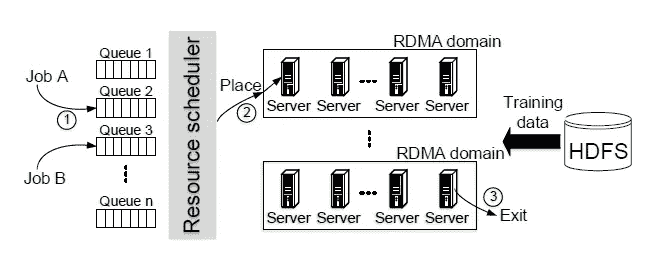 Queue 1
Job A
Queue 2
1
Queue 3
Job B
Queue n
Resource scheduler
Place
2
RDMA domain
Server Server Server Server
RDMA domain
Server Server Server Server
3
Exit
Training
data
HDFS